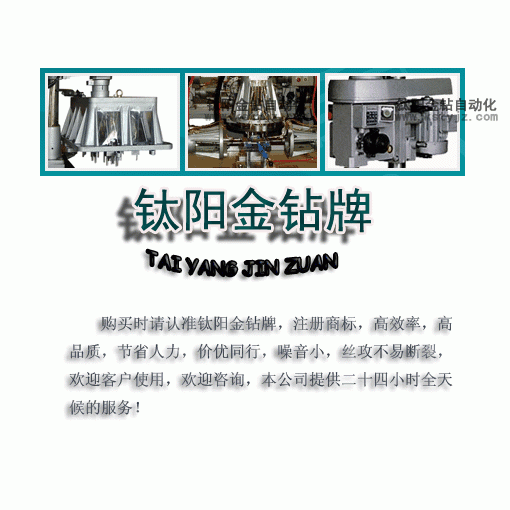 钛阳金钻牌
TAI YANG JIN ZUAN
购买时请认准钛阳金钻牌，注册商标，高效率，高
品质，节省人力，价优同行，噪音小，丝攻不易断裂，
欢迎客户使用，欢迎咨询，本公司提供二十四小时全天
候的服务！